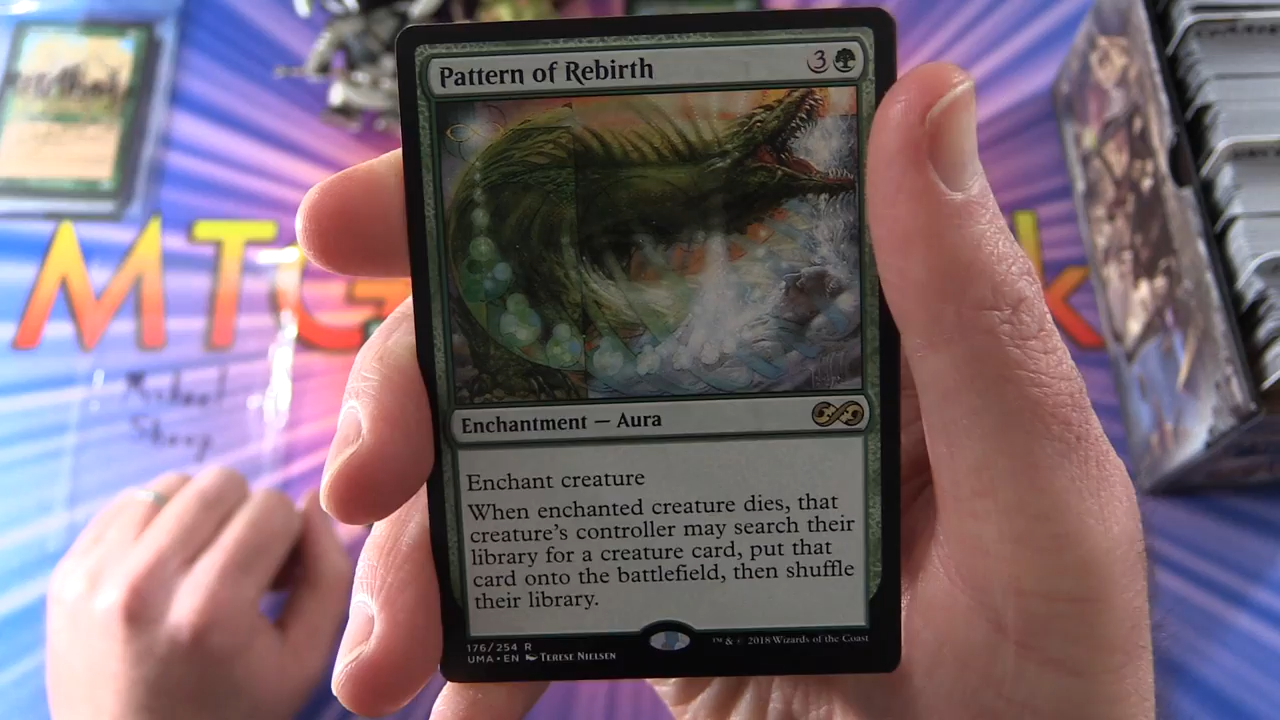 Pattern of Rebirth 3
MTG k
Michael
Enchantment — Aura
Enchant creature
When enchanted creature dies, that
creature's controller may search their
library for a creature card, put that
card onto the battlefield, then shuffle
their library.
176/254 R
UMA • EN Terese Nielsen
™ & © 2018 Wizards of the Coast